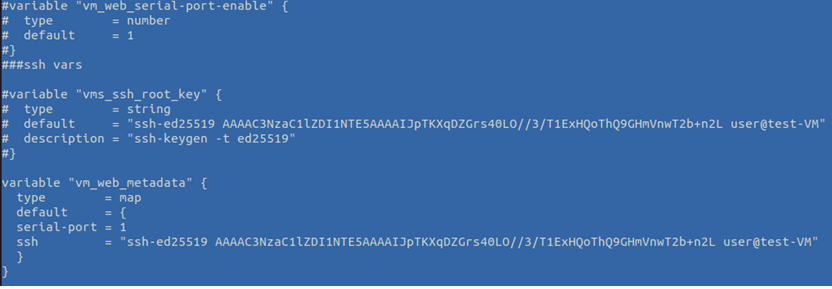 #variable "vm_web_serial-port-enable" {
#  type        = number
#  default     = 1
#}
###ssh vars

#variable "vms_ssh_root_key" {
#  type        = string
#  default     = "ssh-ed25519 AAAAC3NzaC1lZDI1NTE5AAAAIJpTKXqDZGrs40LO//3/T1ExHQoThQ9GHmVnwT2b+n2L user@test-VM"
#  description = "ssh-keygen -t ed25519"
#}

variable "vm_web_metadata" {
  type        = map
  default     = {
  serial-port = 1
  ssh         = "ssh-ed25519 AAAAC3NzaC1lZDI1NTE5AAAAIJpTKXqDZGrs40LO//3/T1ExHQoThQ9GHmVnwT2b+n2L user@test-VM"
  }
}